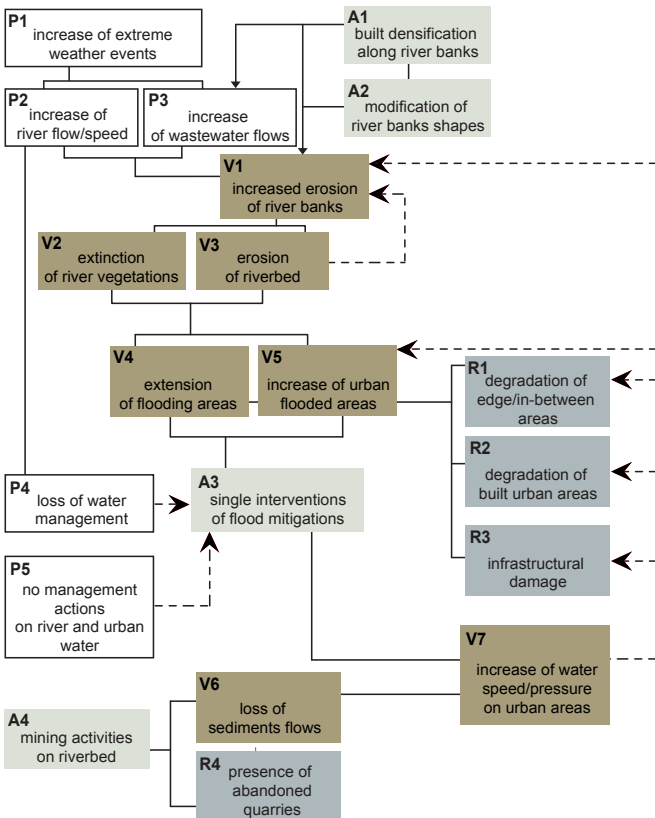 P1
increase of extreme
weather events
A1
built densification
along river banks
P2
increase of
river flow/speed
P3
increase
of wastewater flows
A2
modification of
river banks shapes
V1
increased erosion
of river banks
V2
extinction
of river vegetations
V3
erosion
of riverbed
V4
extension
of flooding areas
V5
increase of urban
flooded areas
R1
degradation of
edge/in-between
areas
R2
degradation of
built urban areas
P4
loss of water
management
A3
single interventions
of flood mitigations
R3
infrastructural
damage
P5
no management
actions
on river and urban
water
V7
increase of water
speed/pressure
on urban areas
V6
loss of
sediments flows
A4
mining activities
on riverbed
R4
presence of
abandoned
quarries